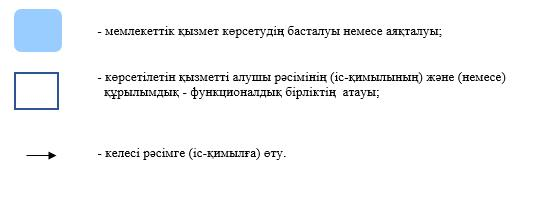 - мемлекеттік қызмет көрсетудің басталуы немесе аяқталуы;
- көрсетілетін қызметті алушы рәсімінің (іс-қимылының) және (немесе)
құрылымдық - функционалдық бірліктің атауы;
- келесі рәсімге (іс-қимылға) өту.